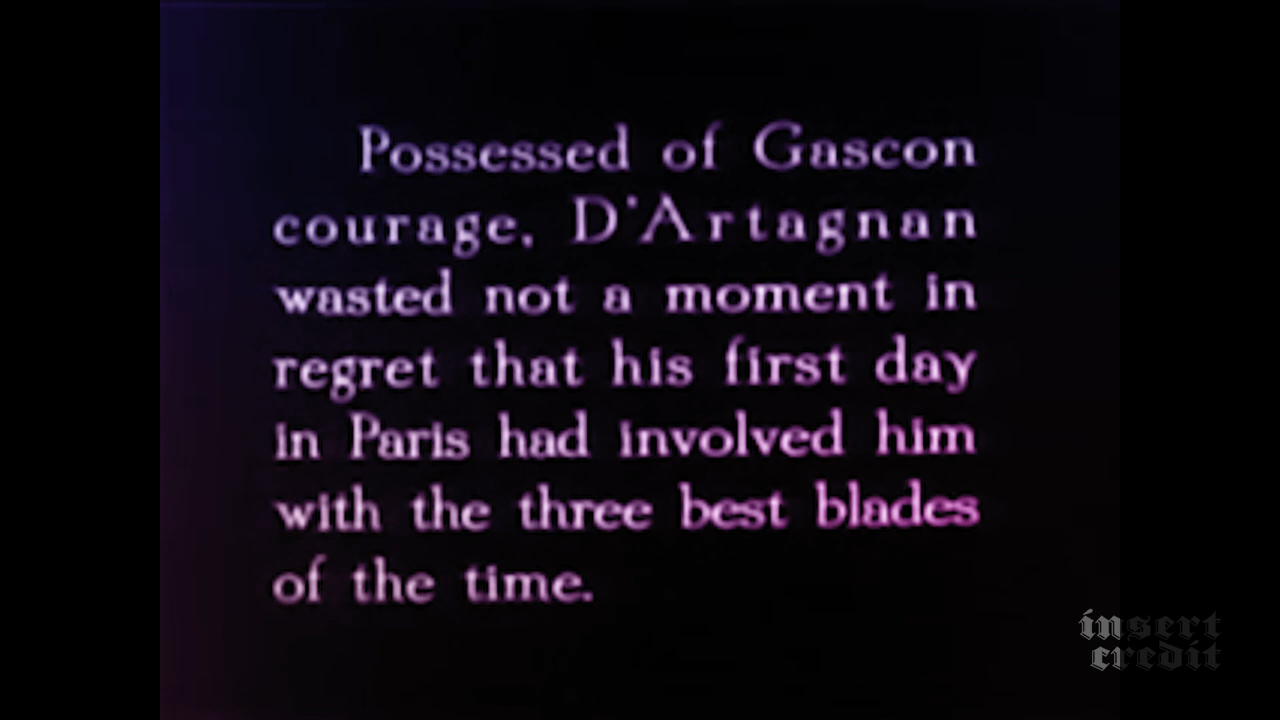 Possessed of Gascon
courage, D'Artagnan
wasted not a moment in
regret that his first day
in Paris had involved him
with the three best blades
of the time.
insert
credit